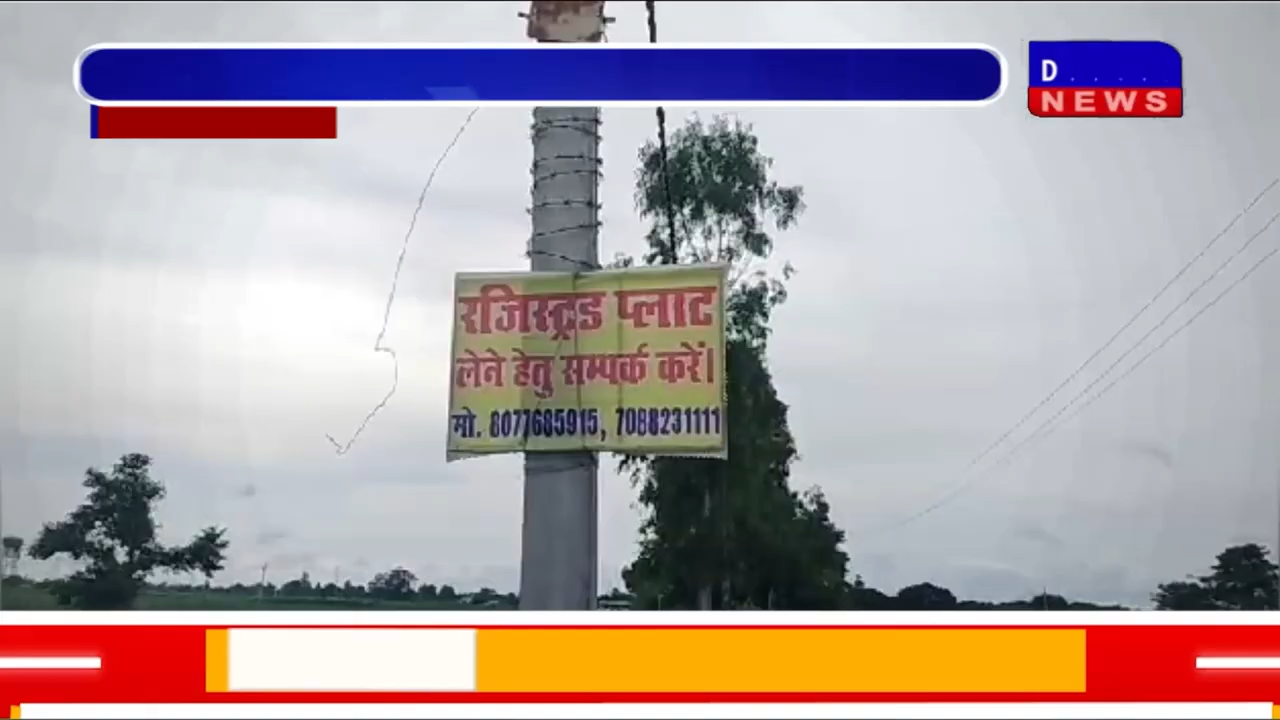 D
NEWS
रजिस्ट्रड प्लाट
लेने हेतु सम्पर्क करें।
मो. 8077685915, 7088231111